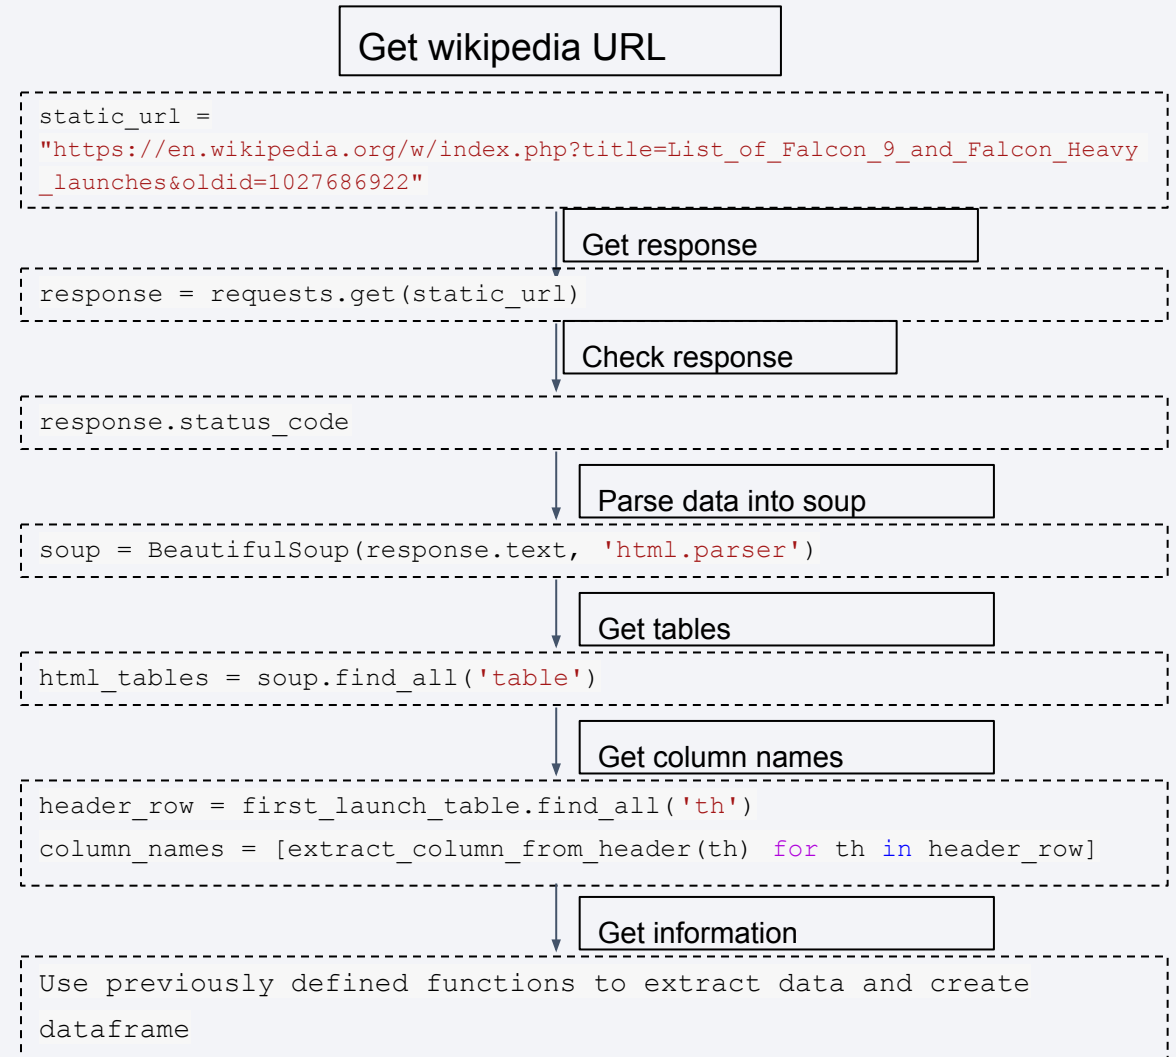 Get wikipedia URL
static_url =
"https://en.wikipedia.org/w/index.php?title=List_of_Falcon_9_and_Falcon_Heavy
_launches&oldid=1027686922"
Get response
response = requests.get(static_url)
Check response
response.status_code
Parse data into soup
soup = BeautifulSoup(response.text, 'html.parser')
Get tables
html_tables = soup.find_all('table')
Get column names
header_row = first_launch_table.find_all('th')
column_names = [extract_column_from_header(th) for th in header_row]
Get information
Use previously defined functions to extract data and create
dataframe